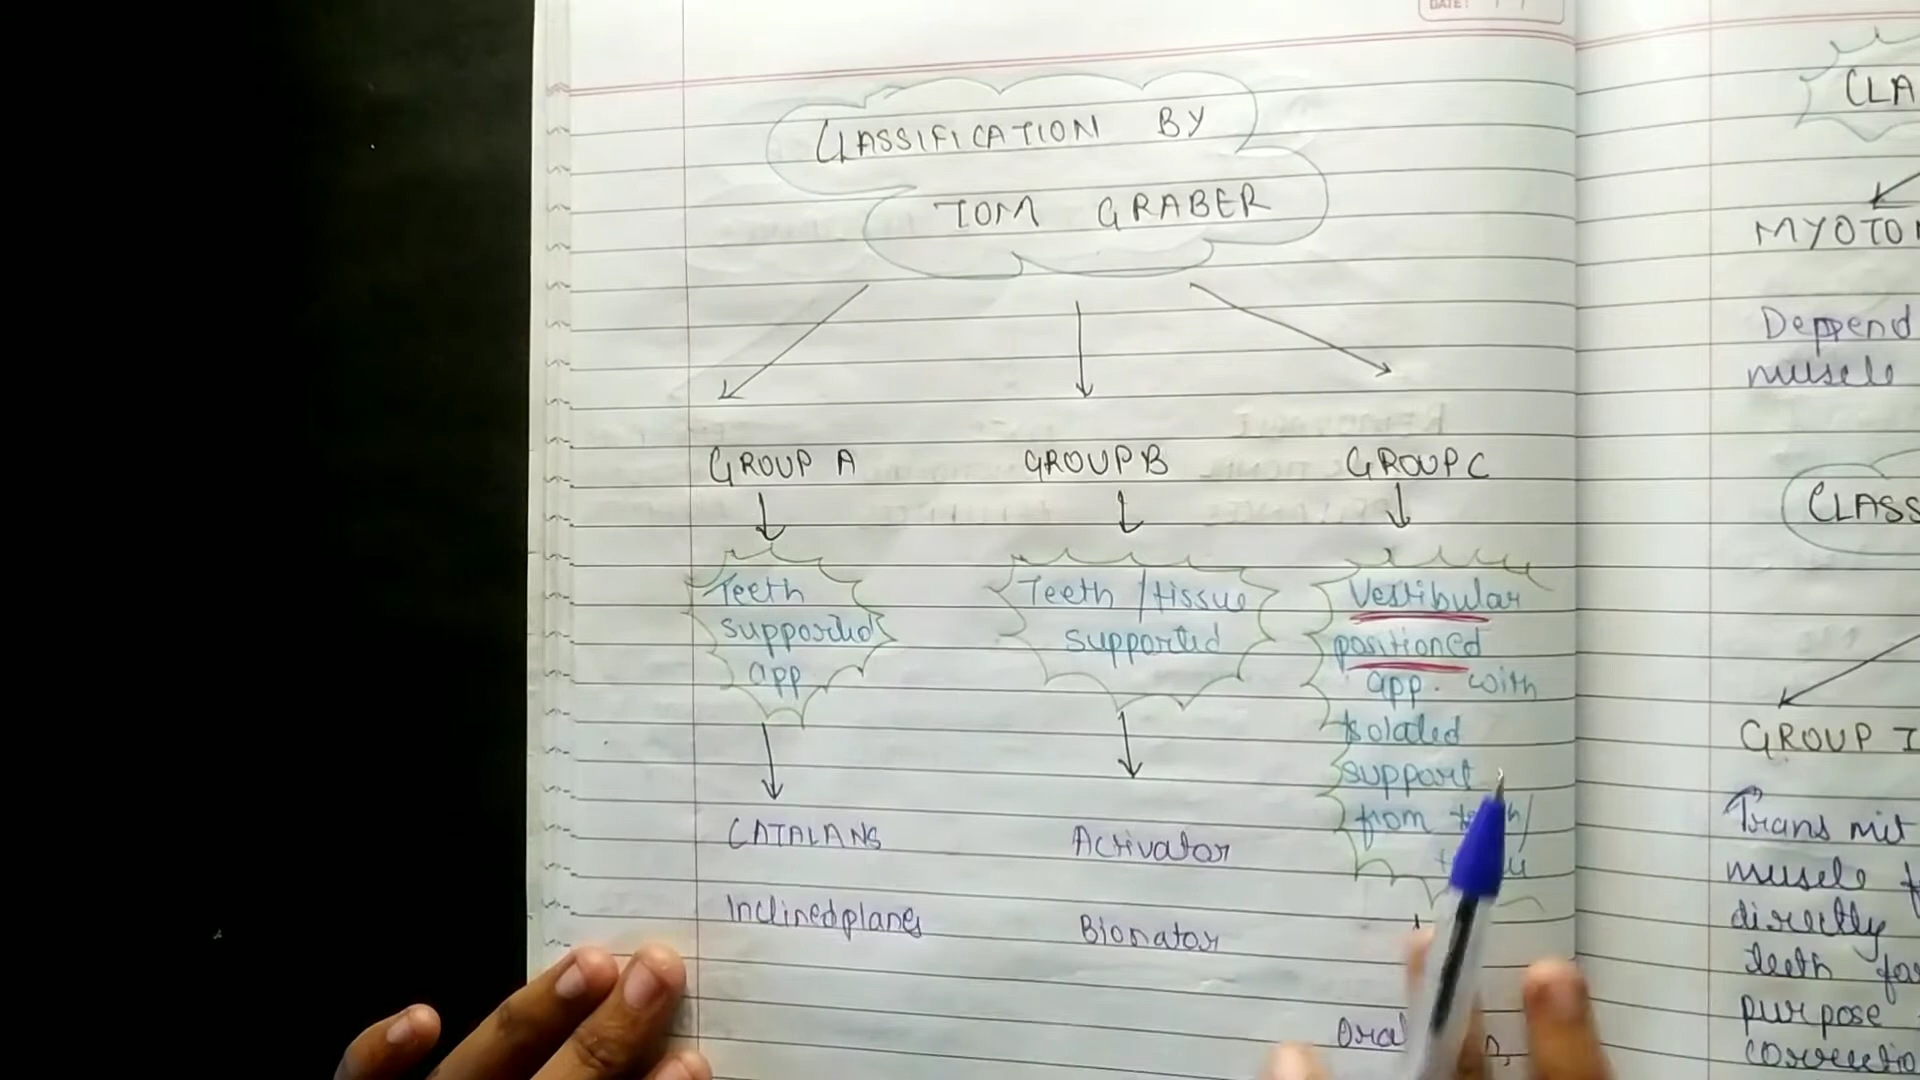 DATE:
CLASSIFICATION BY
TOM GRABER
GROUP A
GROUP B
GROUP C
Teeth
supported
app.
Teeth / tissue
supported
Vestibular
positioned
app. with
Isolated
support
from
CATALANS
Inclined planes
Activator
Bionator
Oral
CLA
MYOTO
Deppend
muscle
CLASS
GROUP I
Trans mit
muscle
directly
teeth
purpose
correctio